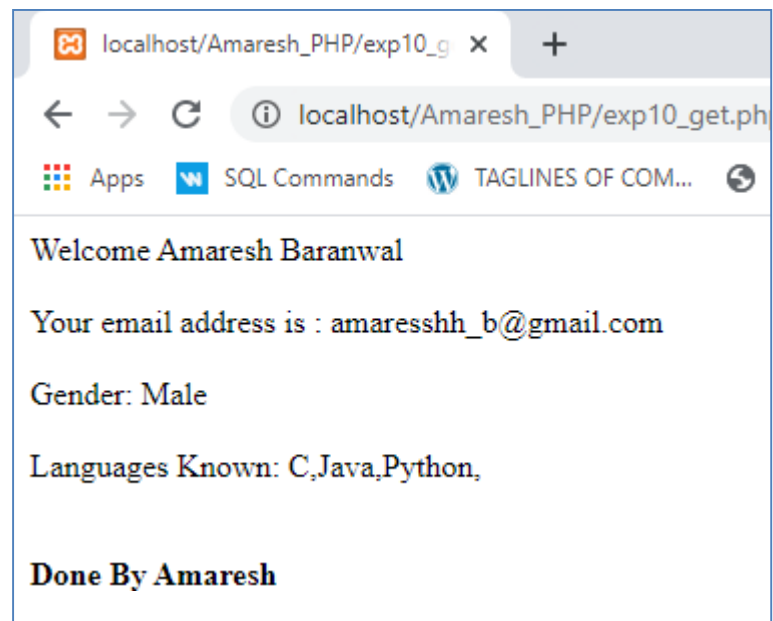 localhost/Amaresh_PHP/exp10_g
localhost/Amaresh_PHP/exp10_get.php
Apps SQL Commands TAGLINES OF COM...
Welcome Amaresh Baranwal
Your email address is : amaresshh_b@gmail.com
Gender: Male
Languages Known: C,Java,Python,
Done By Amaresh